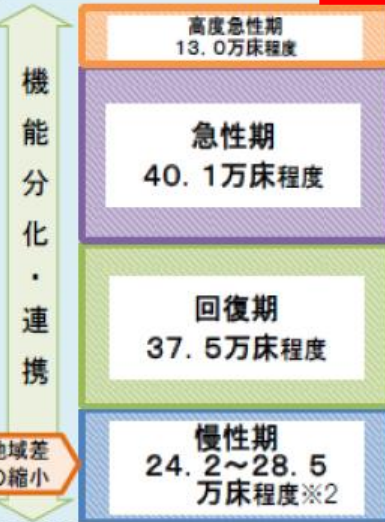 高度急性期
13.0万床程度
機能分化・連携
急性期
40.1万床程度
回復期
37.5万床程度
地域差
の縮小
慢性期
24.2〜28.5
万床程度※2